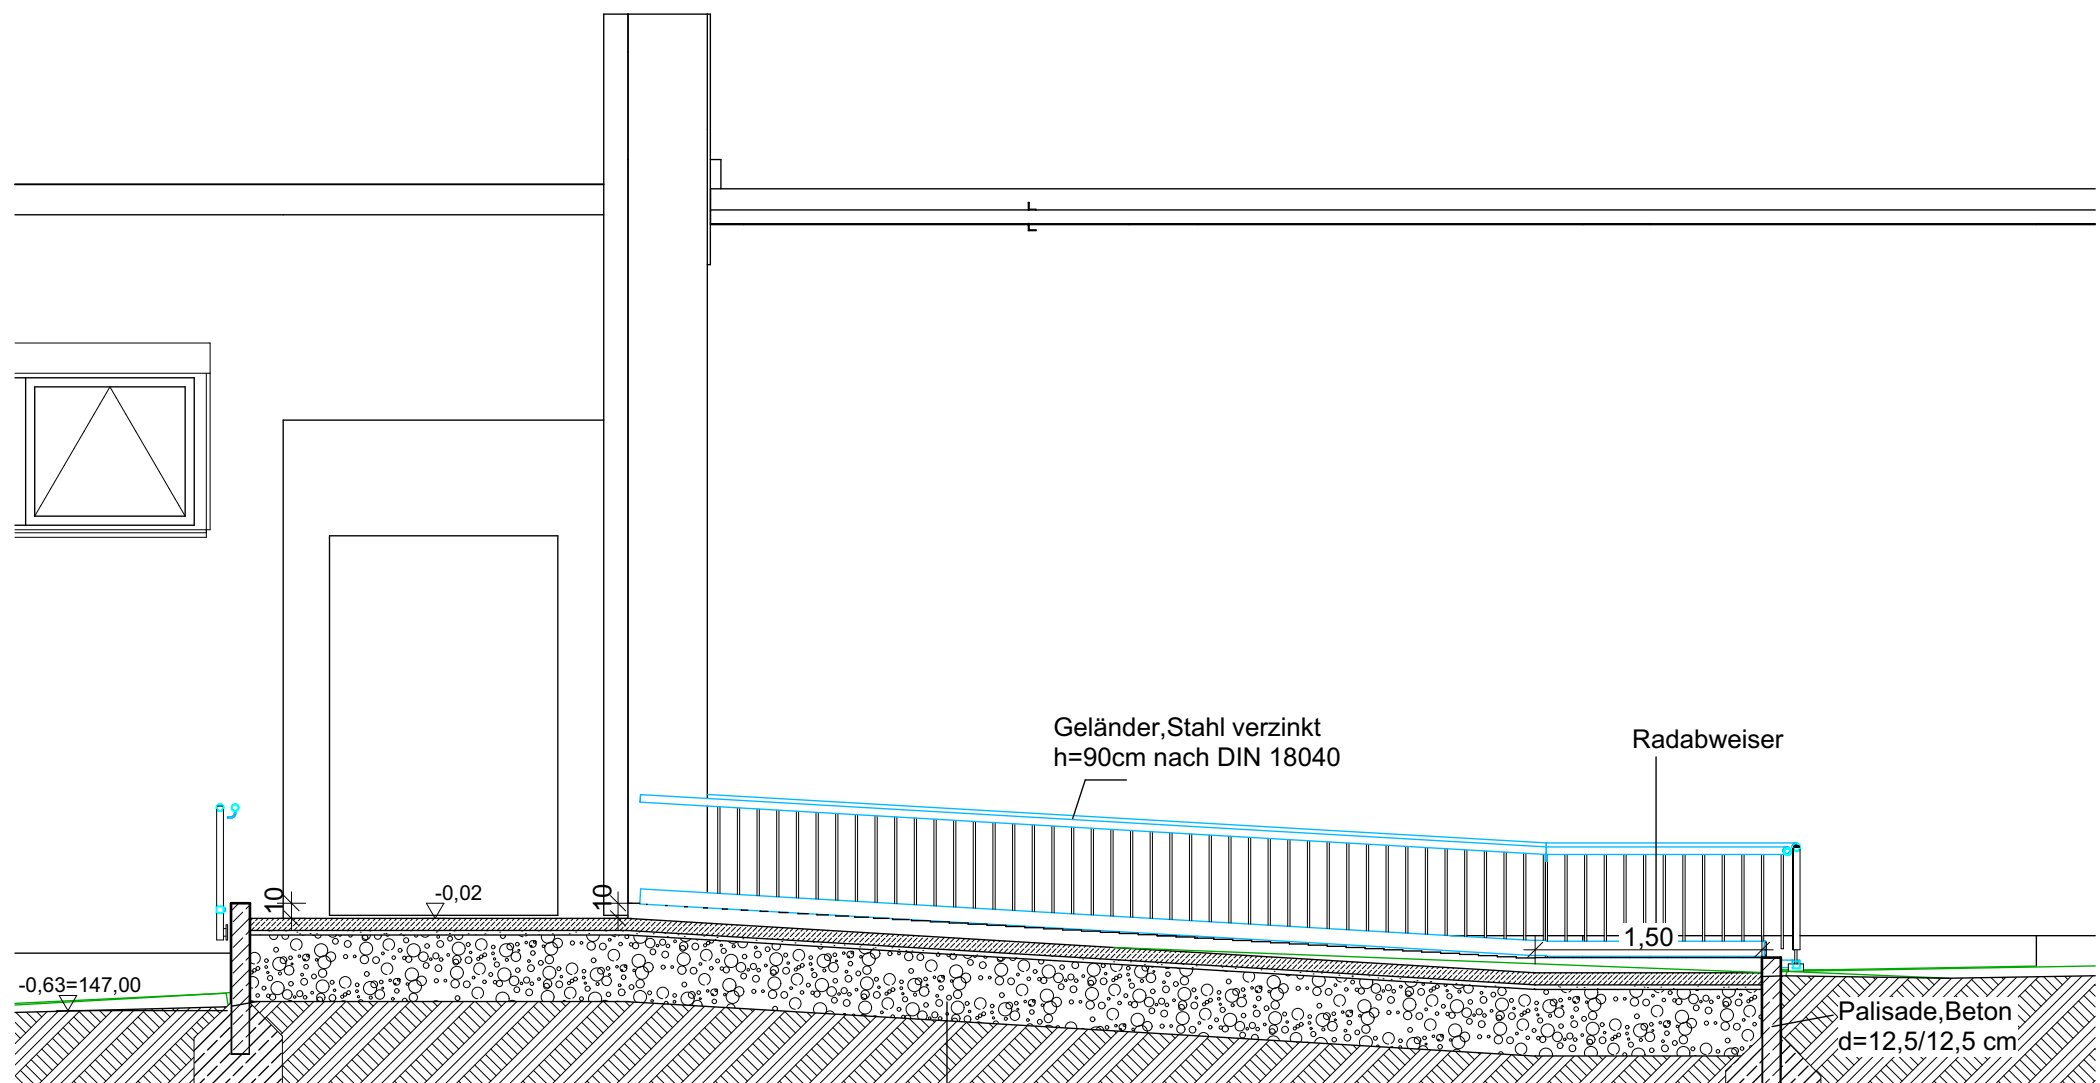 Geländer,Stahl verzinkt
h=90cm nach DIN 18040
Radabweiser
10
-0,02
10
1,50
-0,63=147,00
Palisade,Beton
d=12,5/12,5 cm